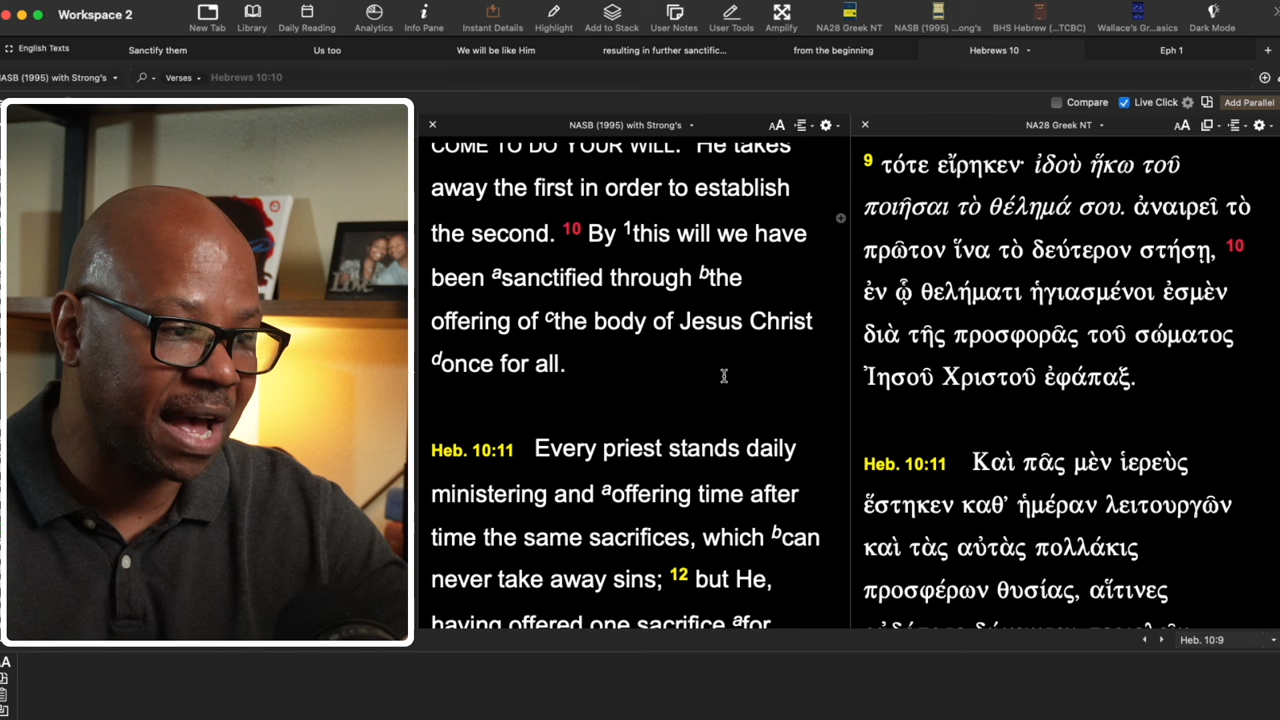 Workspace 2
New Tab
Library
Daily Reading
Analytics
Info Pane
Instant Details
Highlight
Add to Stack
User Notes
User Tools
Amplify
NA28 Greek NT
NASB (1995) ...ong's
BHS Hebrew (...TCBC)
Wallace's Gr...asics
Dark Mode
English Texts
Sanctify them
Us too
We will be like Him
resulting in further sanctific...
from the beginning
Hebrews 10
Eph 1
NASB (1995) with Strong's
Verses
Hebrews 10:10
Compare
Live Click
Add Parallel
NASB (1995) with Strong's
AA
COME TO DO YOUR WILL. He takes
away the first in order to establish
the second. 10 By 1this will we have
been asanctified through bthe
offering of cthe body of Jesus Christ
donce for all.
Heb. 10:11 Every priest stands daily
ministering and aoffering time after
time the same sacrifices, which bcan
never take away sins; 12 but He,
having offered one sacrifice afor
NA28 Greek NT
AA
9 τότε εἴρηκεν· ἰδοὺ ἥκω τοῦ
ποιῆσαι τὸ θέλημά σου. ἀναιρεῖ τὸ
πρῶτον ἵνα τὸ δεύτερον στήσῃ, 10
ἐν ᾧ θελήματι ἡγιασμένοι ἐσμὲν
διὰ τῆς προσφορᾶς τοῦ σώματος
Ἰησοῦ Χριστοῦ ἐφάπαξ.
Heb. 10:11 Καὶ πᾶς μὲν ἱερεὺς
ἕστηκεν καθ᾽ ἡμέραν λειτουργῶν
καὶ τὰς αὐτὰς πολλάκις
προσφέρων θυσίας, αἵτινες
Heb. 10:9
Love
AA